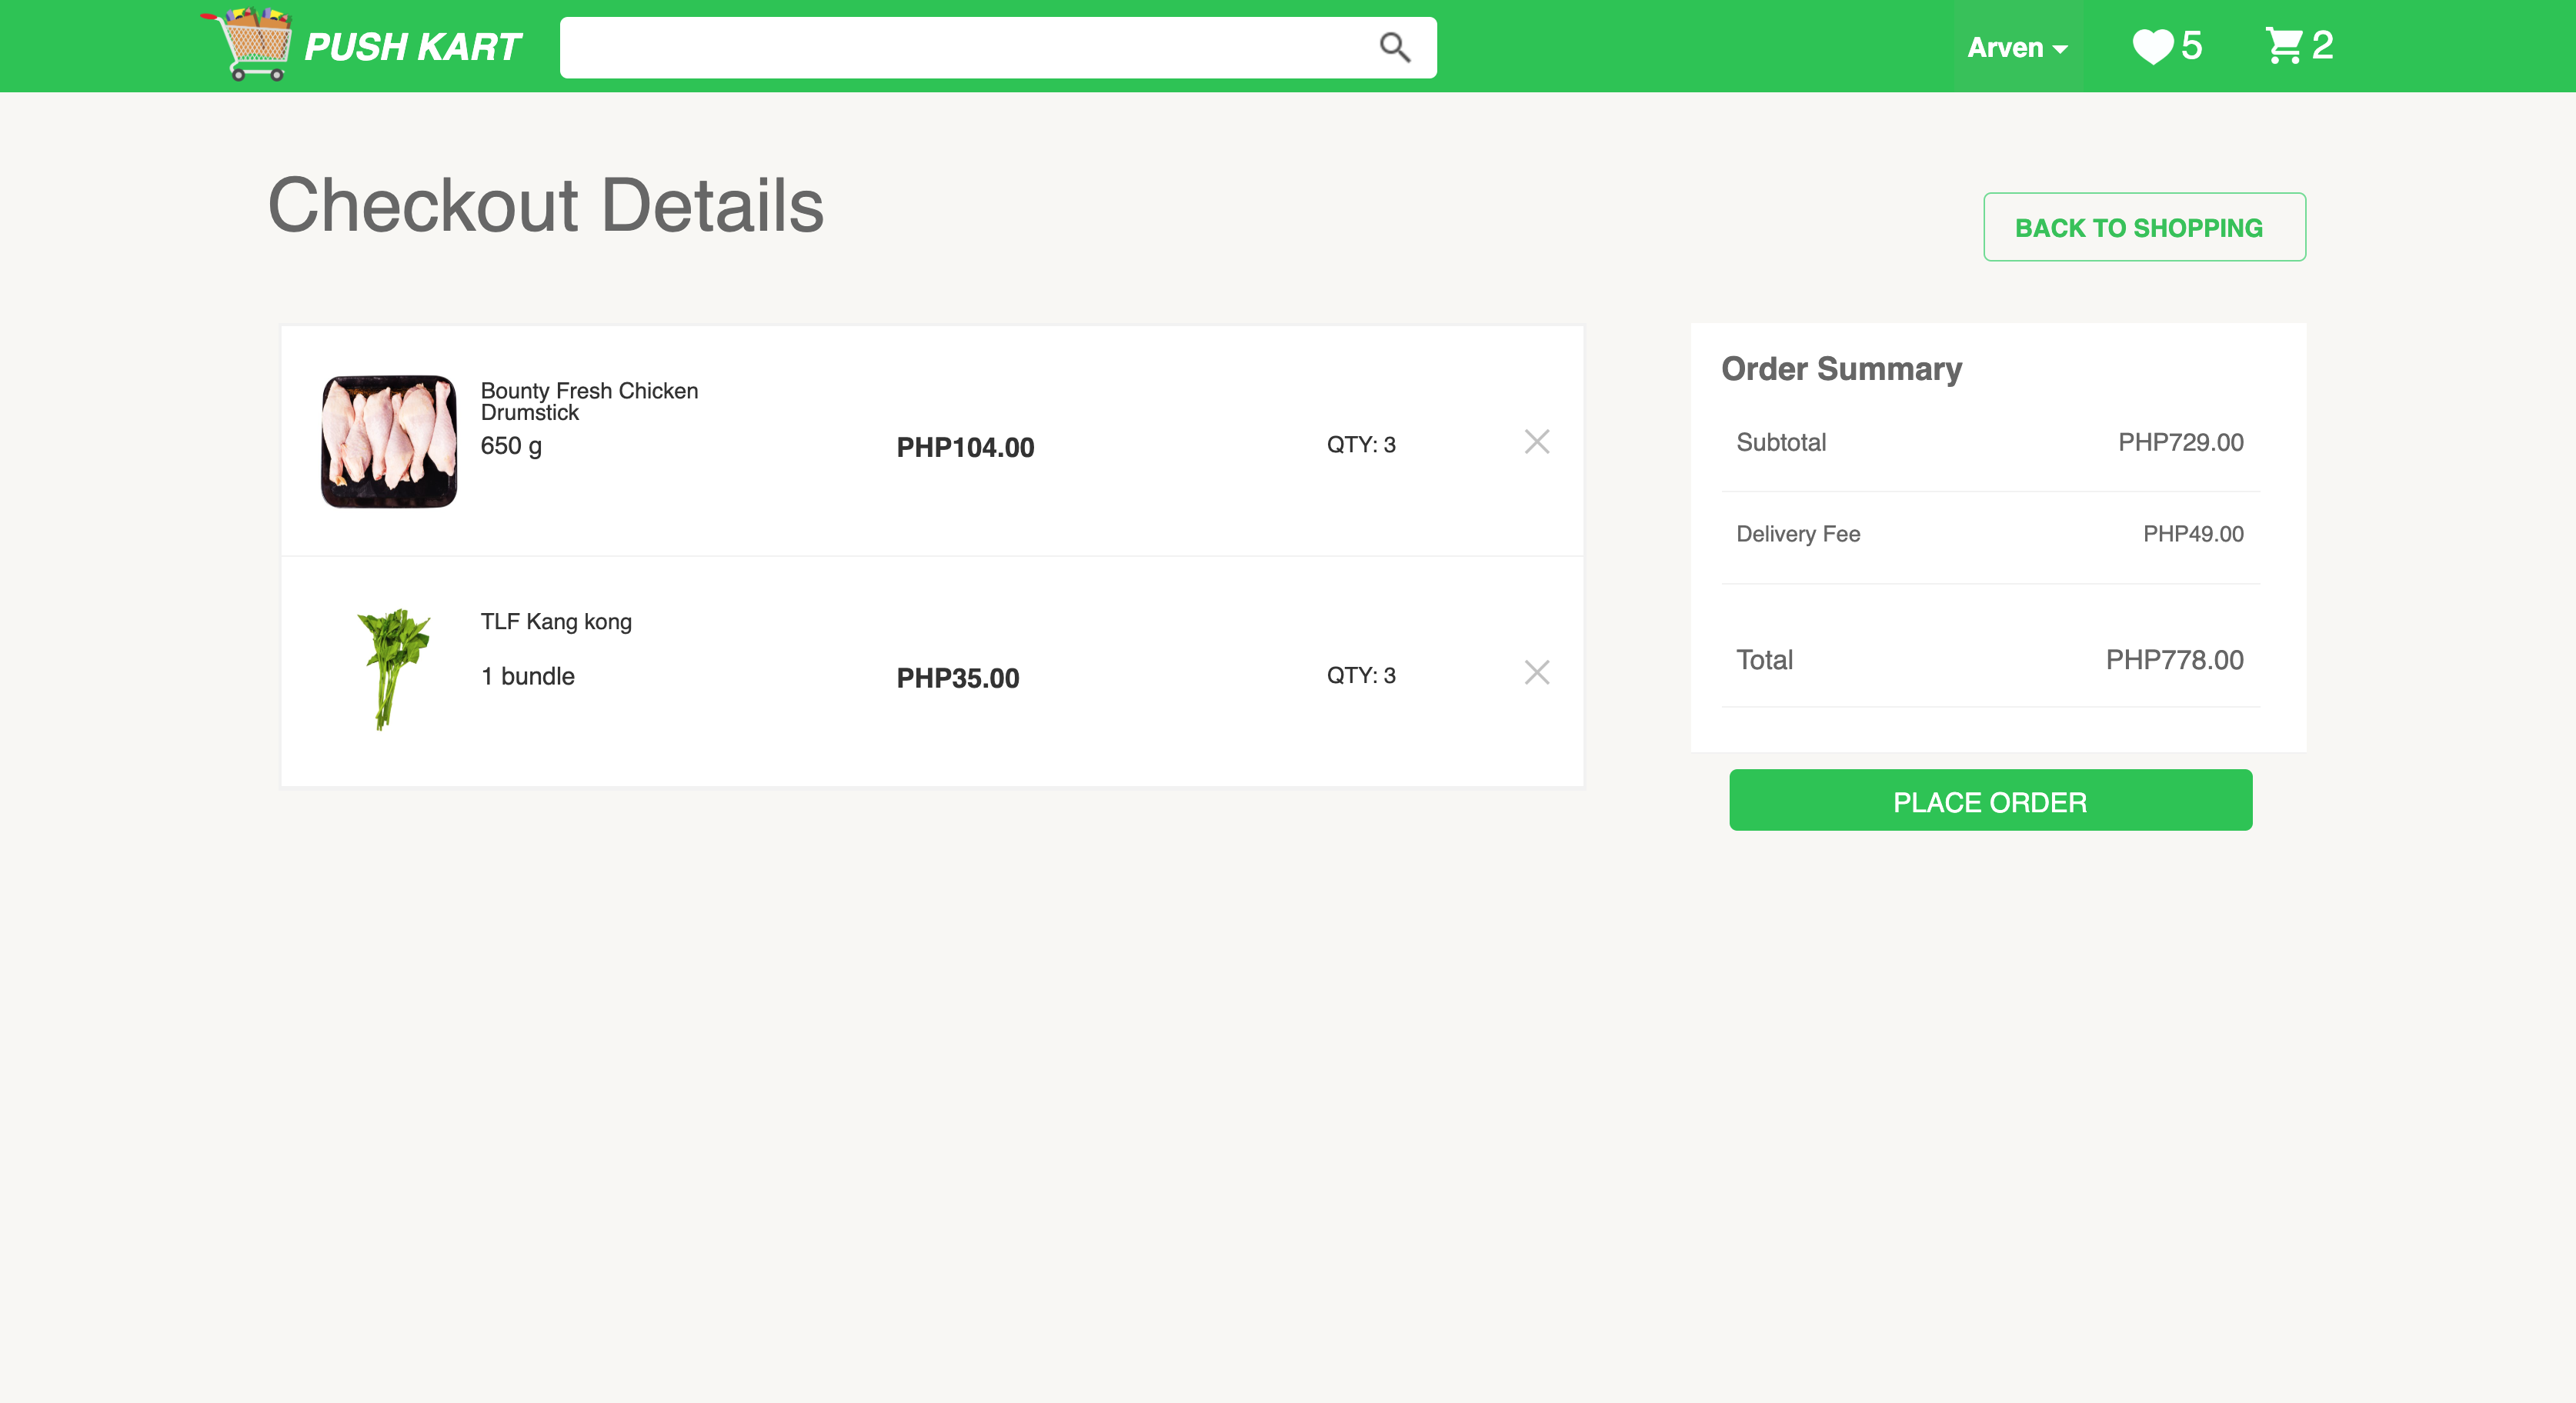 PUSH KART
Arven
5
2
Checkout Details
BACK TO SHOPPING
Bounty Fresh Chicken
Drumstick
650 g
PHP104.00
QTY: 3
TLF Kang kong
1 bundle
PHP35.00
QTY: 3
Order Summary
Subtotal PHP729.00
Delivery Fee PHP49.00
Total PHP778.00
PLACE ORDER